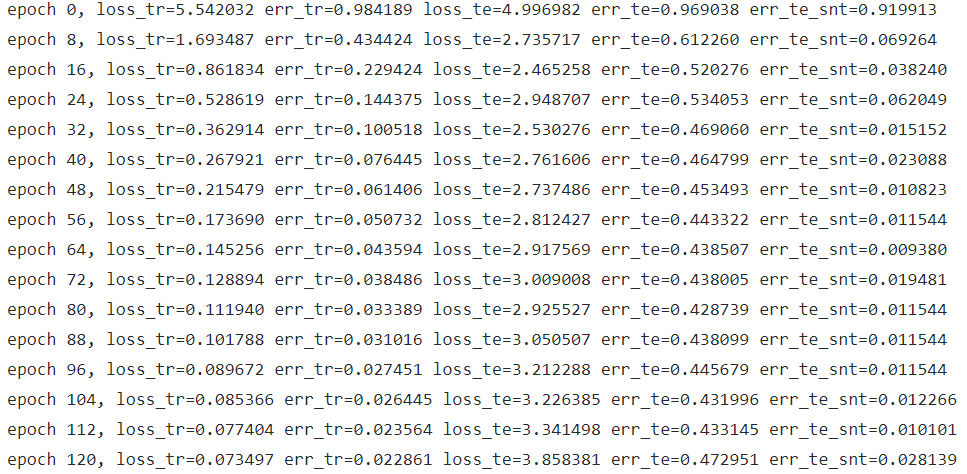 epoch 0, loss_tr=5.542032 err_tr=0.984189 loss_te=4.996982 err_te=0.969038 err_te_snt=0.919913
epoch 8, loss_tr=1.693487 err_tr=0.434424 loss_te=2.735717 err_te=0.612260 err_te_snt=0.069264
epoch 16, loss_tr=0.861834 err_tr=0.229424 loss_te=2.465258 err_te=0.520276 err_te_snt=0.038240
epoch 24, loss_tr=0.528619 err_tr=0.144375 loss_te=2.948707 err_te=0.534053 err_te_snt=0.062049
epoch 32, loss_tr=0.362914 err_tr=0.100518 loss_te=2.530276 err_te=0.469060 err_te_snt=0.015152
epoch 40, loss_tr=0.267921 err_tr=0.076445 loss_te=2.761606 err_te=0.464799 err_te_snt=0.023088
epoch 48, loss_tr=0.215479 err_tr=0.061406 loss_te=2.737486 err_te=0.453493 err_te_snt=0.010823
epoch 56, loss_tr=0.173690 err_tr=0.050732 loss_te=2.812427 err_te=0.443322 err_te_snt=0.011544
epoch 64, loss_tr=0.145256 err_tr=0.043594 loss_te=2.917569 err_te=0.438507 err_te_snt=0.009380
epoch 72, loss_tr=0.128894 err_tr=0.038486 loss_te=3.009008 err_te=0.438005 err_te_snt=0.019481
epoch 80, loss_tr=0.111940 err_tr=0.033389 loss_te=2.925527 err_te=0.428739 err_te_snt=0.011544
epoch 88, loss_tr=0.101788 err_tr=0.031016 loss_te=3.050507 err_te=0.438099 err_te_snt=0.011544
epoch 96, loss_tr=0.089672 err_tr=0.027451 loss_te=3.212288 err_te=0.445679 err_te_snt=0.011544
epoch 104, loss_tr=0.085366 err_tr=0.026445 loss_te=3.226385 err_te=0.431996 err_te_snt=0.012266
epoch 112, loss_tr=0.077404 err_tr=0.023564 loss_te=3.341498 err_te=0.433145 err_te_snt=0.010101
epoch 120, loss_tr=0.073497 err_tr=0.022861 loss_te=3.858381 err_te=0.472951 err_te_snt=0.028139